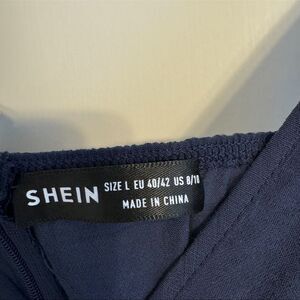 SHEIN
SIZE L EU 40/42 US 8/10
MADE IN CHINA